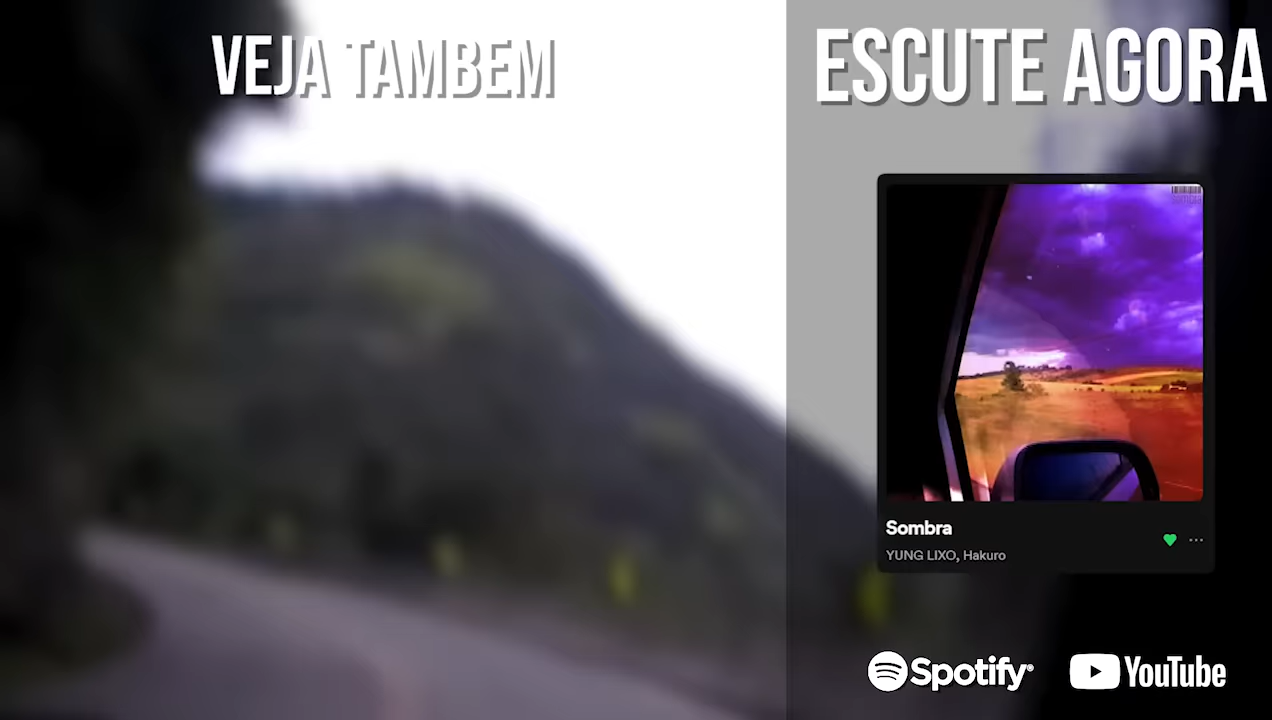 VEJA TAMBEM
ESCUTE AGORA
Sombra
YUNG LIXO, Hakuro
Spotify
YouTube